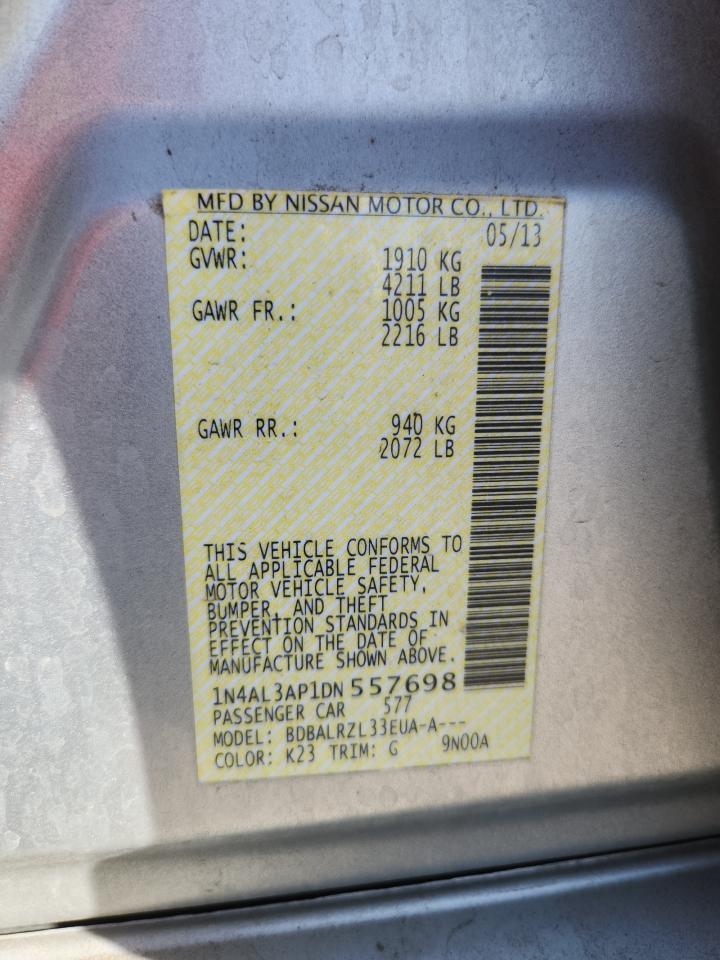 MFD BY NISSAN MOTOR CO., LTD.
DATE: 05/13
GVWR: 1910 KG
4211 LB
GAWR FR.: 1005 KG
2216 LB
GAWR RR.: 940 KG
2072 LB
THIS VEHICLE CONFORMS TO
ALL APPLICABLE FEDERAL
MOTOR VEHICLE SAFETY,
BUMPER, AND THEFT
PREVENTION STANDARDS IN
EFFECT ON THE DATE OF
MANUFACTURE SHOWN ABOVE.
1N4AL3AP1DN 557698
PASSENGER CAR 577
MODEL: BDBALRZL33EUA-A---
COLOR: K23 TRIM: G 9N00A